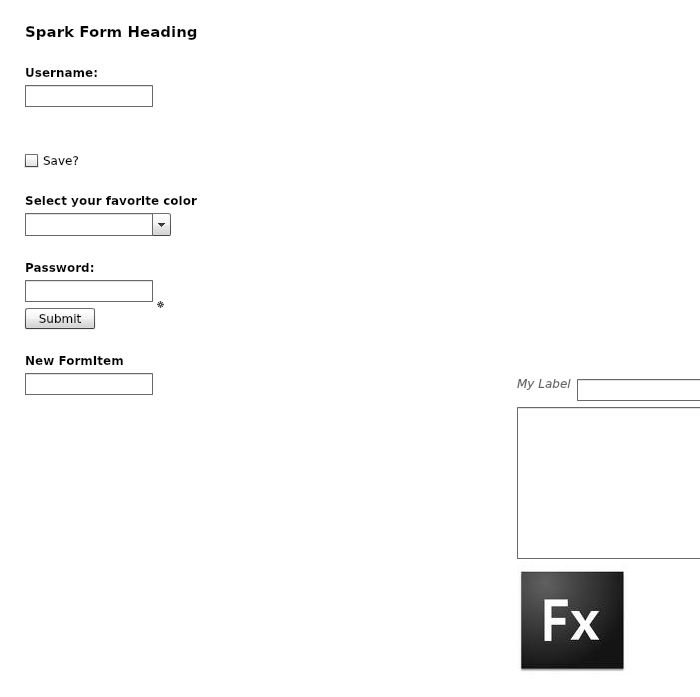 Spark Form Heading
Username:
Save?
Select your favorite color
Password:
Submit
New FormItem
My Label
Fx